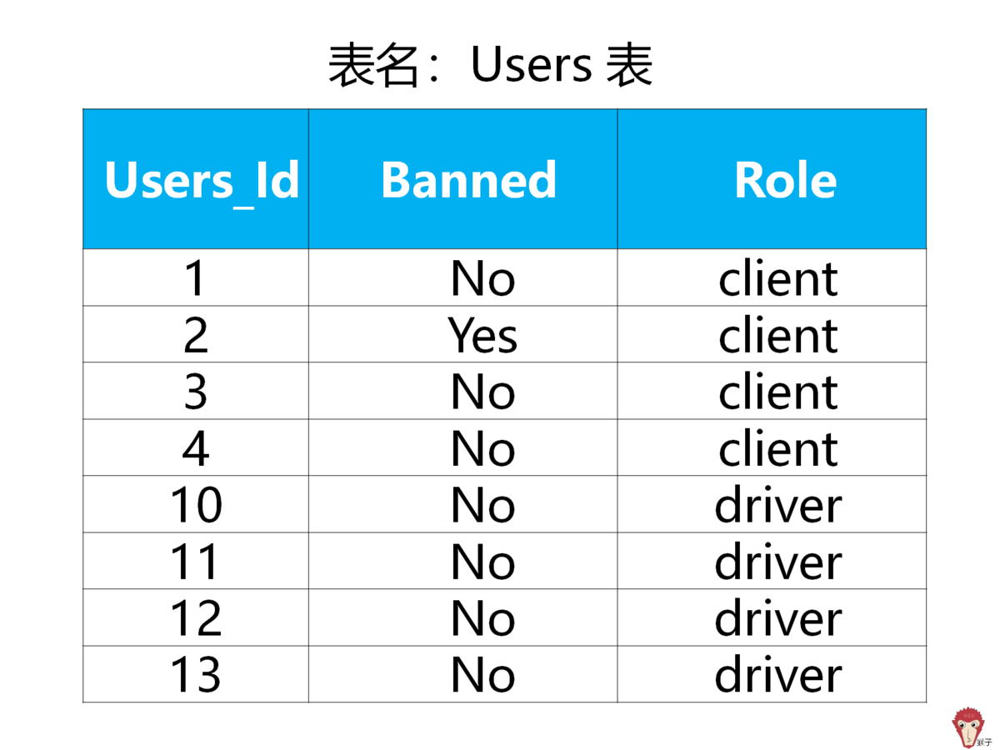 表名：Users 表
Users_Id Banned Role
1 No client
2 Yes client
3 No client
4 No client
10 No driver
11 No driver
12 No driver
13 No driver
猴子